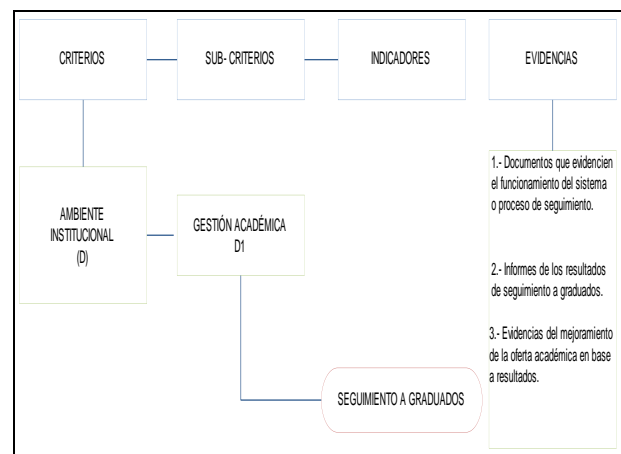 CRITERIOS
SUB- CRITERIOS
INDICADORES
EVIDENCIAS
AMBIENTE
INSTITUCIONAL
(D)
GESTIÓN ACADÉMICA
D1
1.- Documentos que evidencien
el funcionamiento del sistema
o proceso de seguimiento.
2.- Informes de los resultados
de seguimiento a graduados.
3.- Evidencias del mejoramiento
de la oferta académica en base
a resultados.
SEGUIMIENTO A GRADUADOS